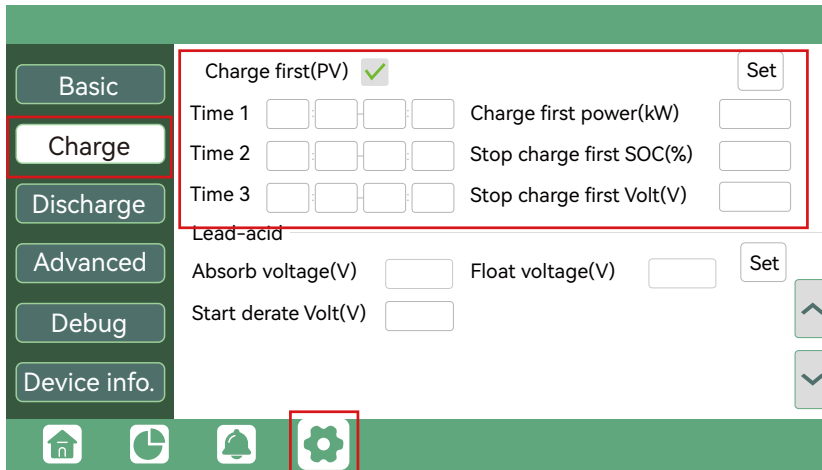 Charge first(PV)
Set
Basic
Time 1 : - : Charge first power(kW)
Charge
Time 2 : - : Stop charge first SOC(%)
Discharge
Time 3 : - : Stop charge first Volt(V)
Lead-acid
Advanced
Absorb voltage(V)
Float voltage(V)
Set
Start derate Volt(V)
Debug
Device info.